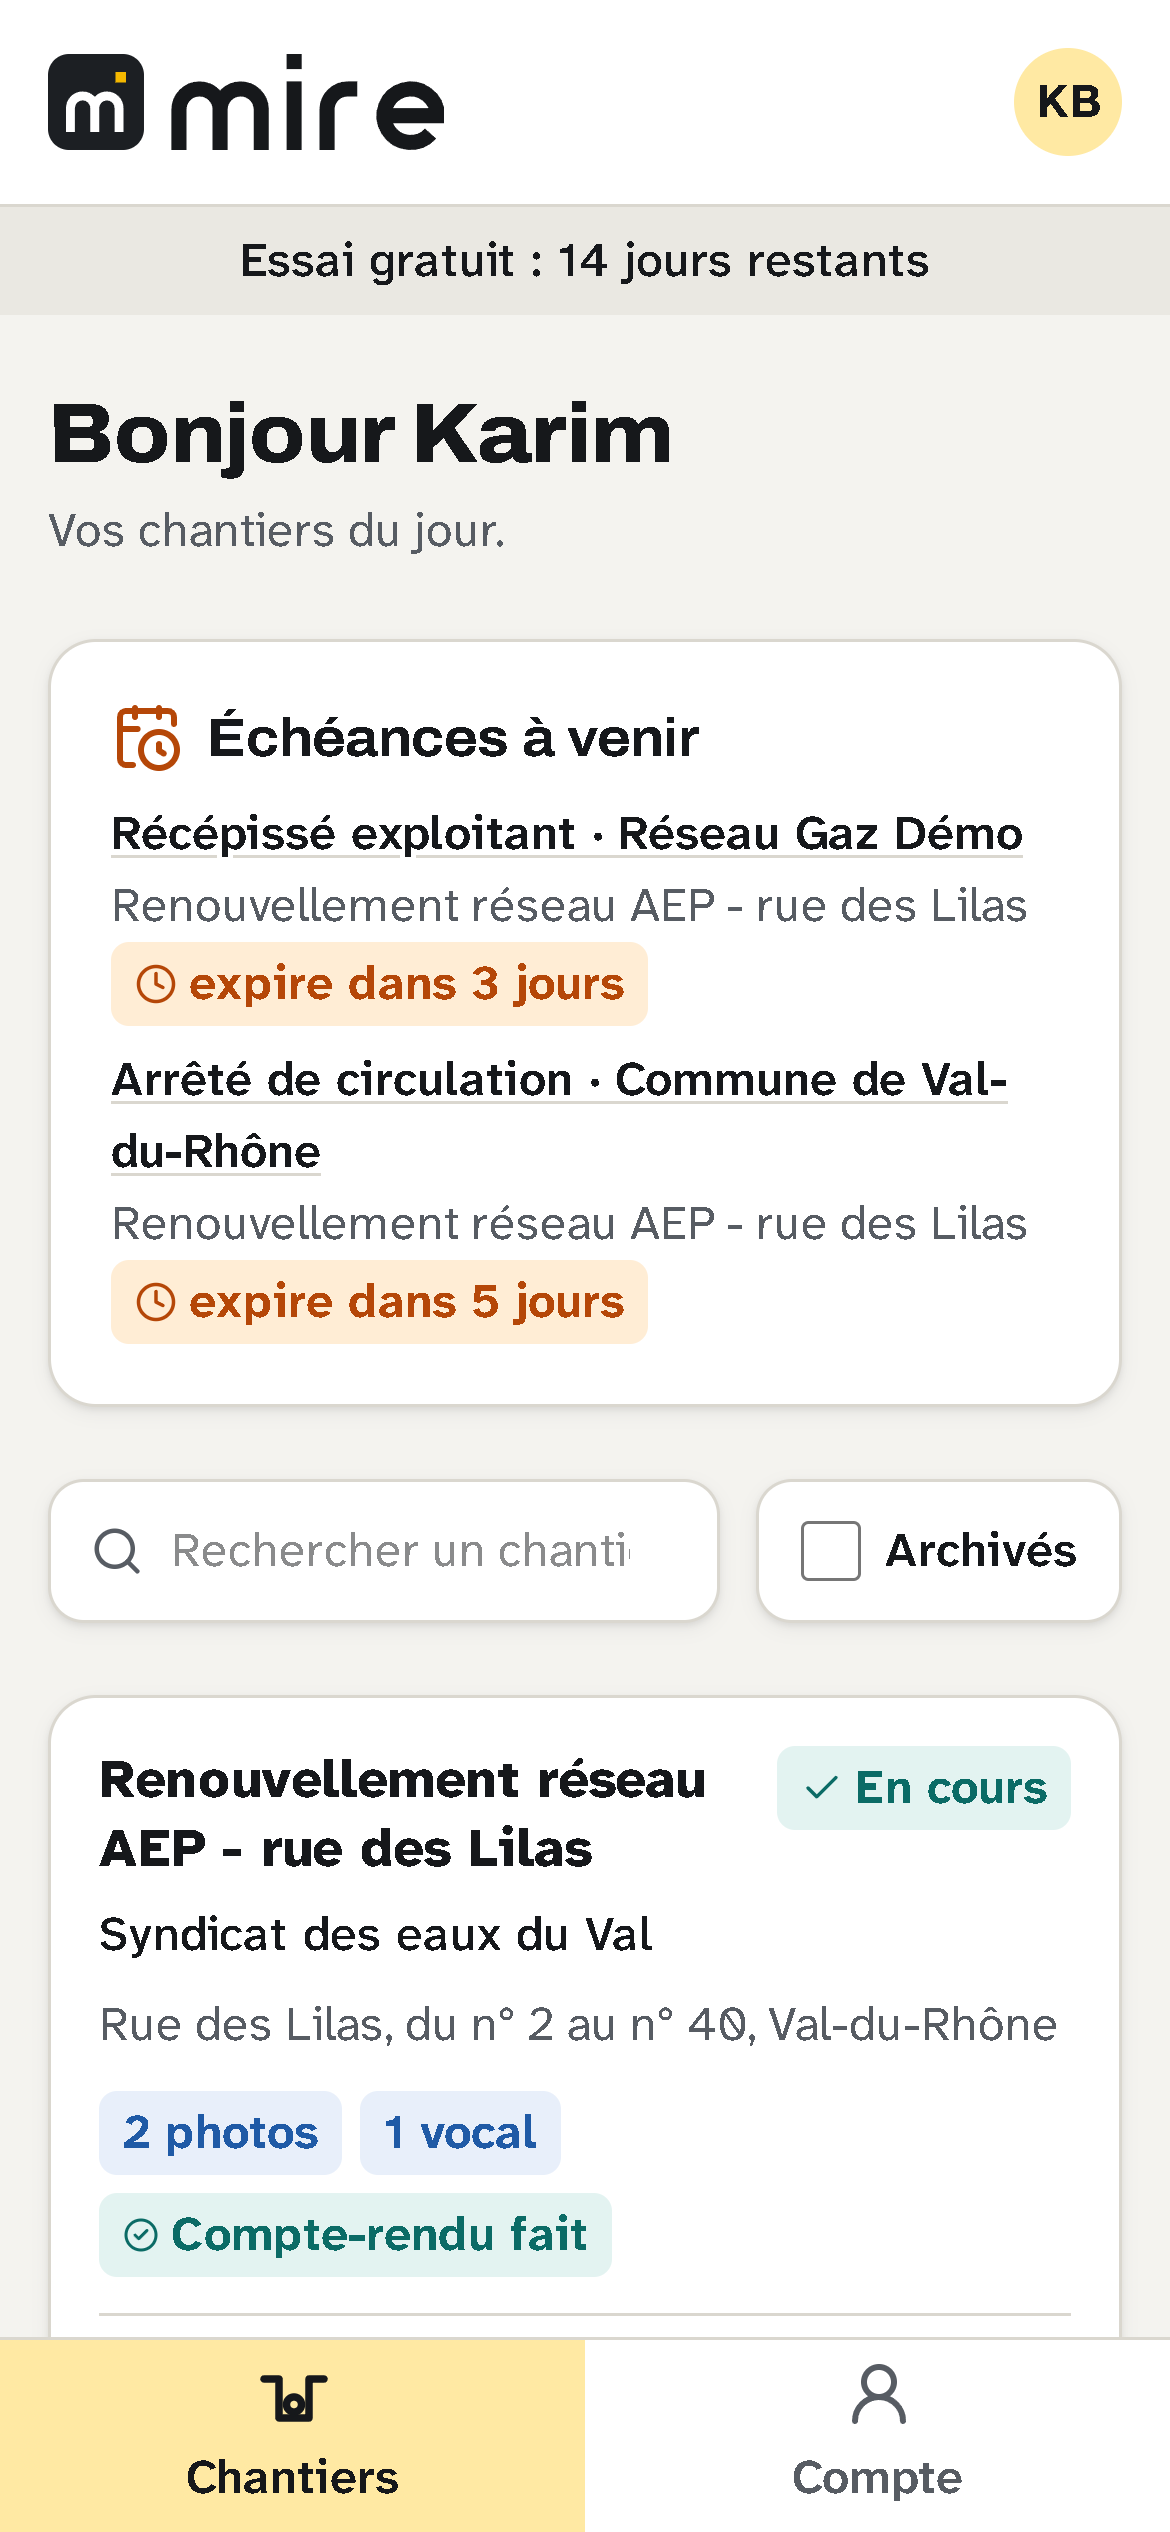 m mire
KB
Essai gratuit : 14 jours restants
Bonjour Karim
Vos chantiers du jour.
Échéances à venir
Récépissé exploitant · Réseau Gaz Démo
Renouvellement réseau AEP - rue des Lilas
expire dans 3 jours
Arrêté de circulation · Commune de Val-
du-Rhône
Renouvellement réseau AEP - rue des Lilas
expire dans 5 jours
Rechercher un chanti
Archivés
Renouvellement réseau
AEP - rue des Lilas
En cours
Syndicat des eaux du Val
Rue des Lilas, du n° 2 au n° 40, Val-du-Rhône
2 photos
1 vocal
Compte-rendu fait
Chantiers
Compte